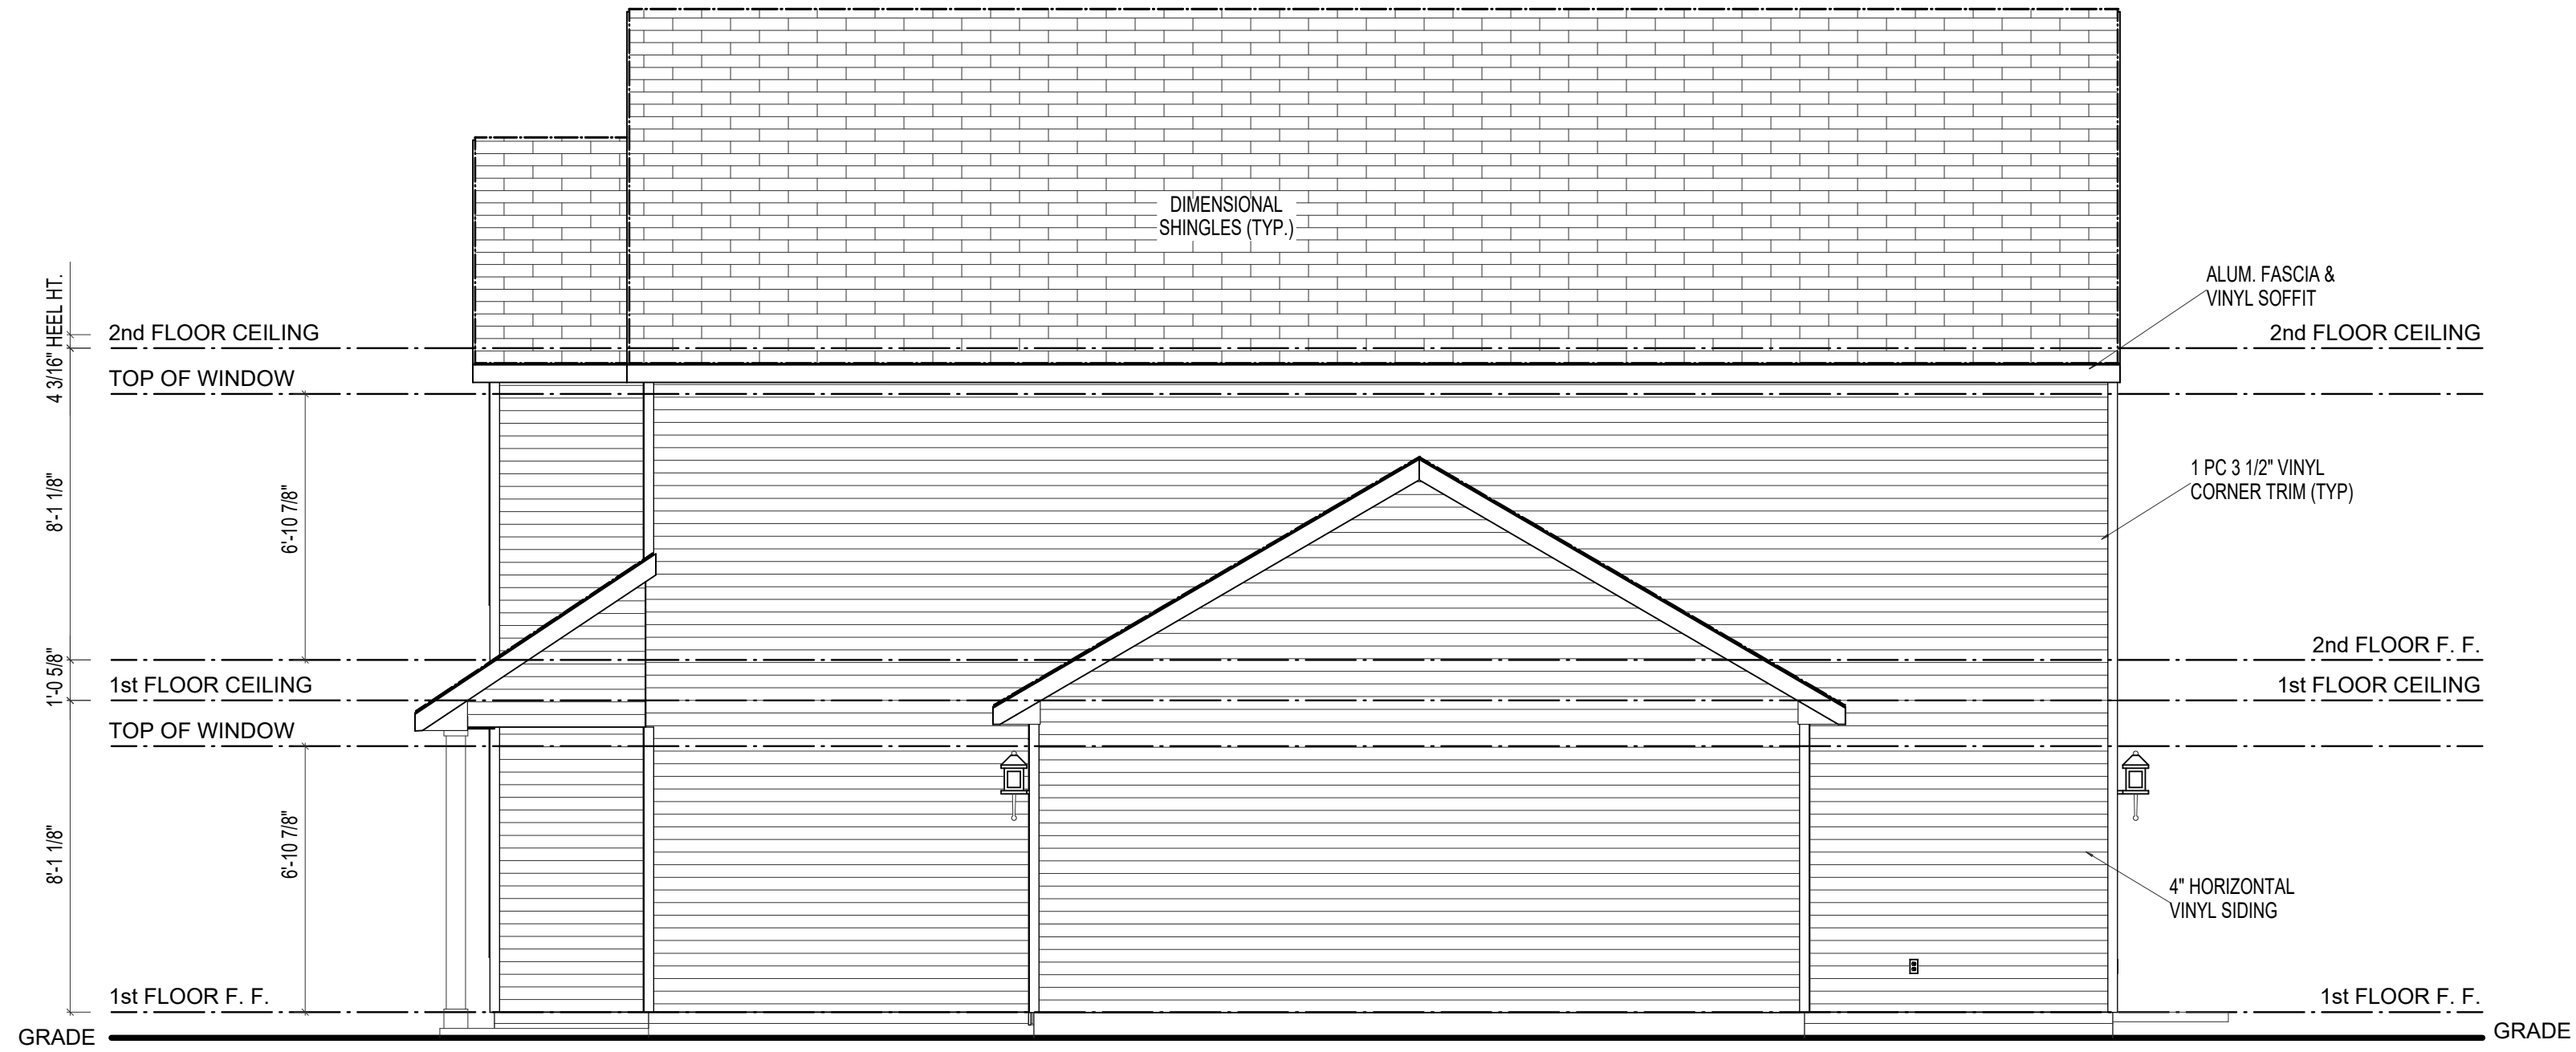 DIMENSIONAL
SHINGLES (TYP.)
ALUM. FASCIA &
VINYL SOFFIT
4 3/16" HEEL HT.
2nd FLOOR CEILING
2nd FLOOR CEILING
TOP OF WINDOW
1 PC 3 1/2" VINYL
CORNER TRIM (TYP)
8'-1 1/8"
6'-10 7/8"
2nd FLOOR F. F.
1'-0 5/8"
1st FLOOR CEILING
1st FLOOR CEILING
TOP OF WINDOW
8'-1 1/8"
6'-10 7/8"
4" HORIZONTAL
VINYL SIDING
1st FLOOR F. F.
1st FLOOR F. F.
GRADE
GRADE